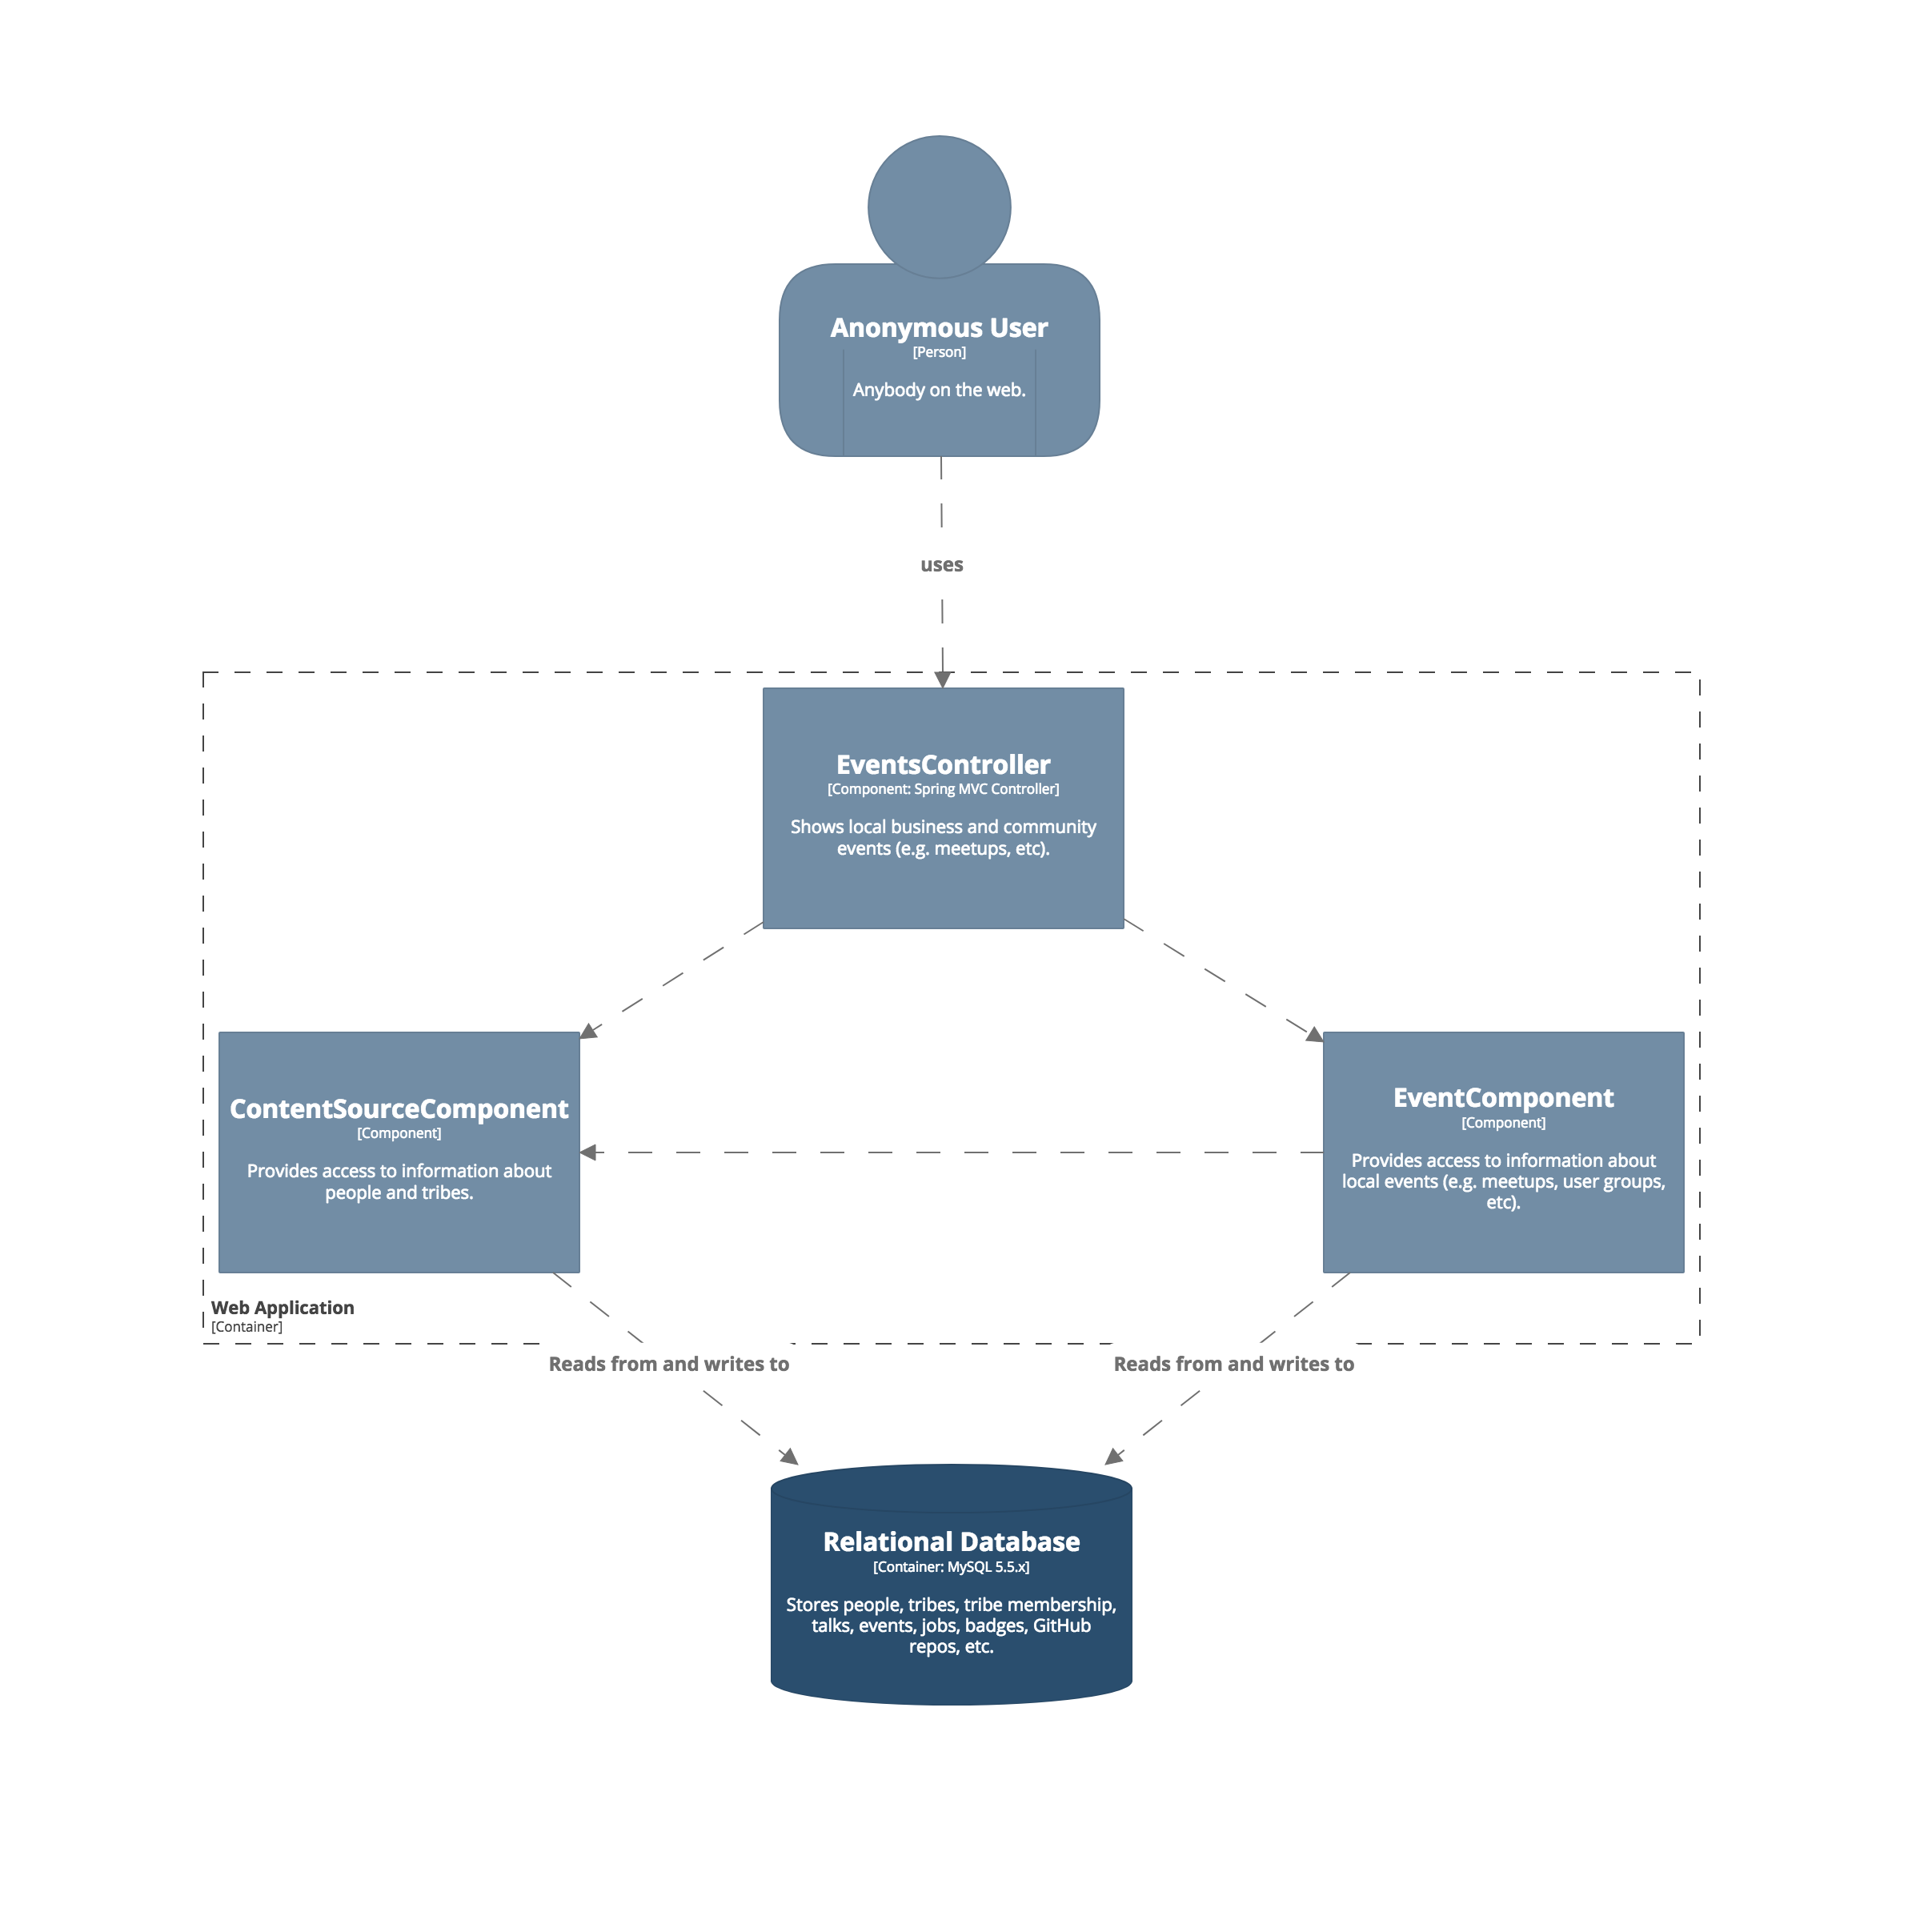 Anonymous User
[Person]
Anybody on the web.
uses
EventsController
[Component: Spring MVC Controller]
Shows local business and community
events (e.g. meetups, etc).
ContentSourceComponent
[Component]
Provides access to information about
people and tribes.
EventComponent
[Component]
Provides access to information about
local events (e.g. meetups, user groups,
etc).
Web Application
[Container]
Reads from and writes to
Reads from and writes to
Relational Database
[Container: MySQL 5.5.x]
Stores people, tribes, tribe membership,
talks, events, jobs, badges, GitHub
repos, etc.